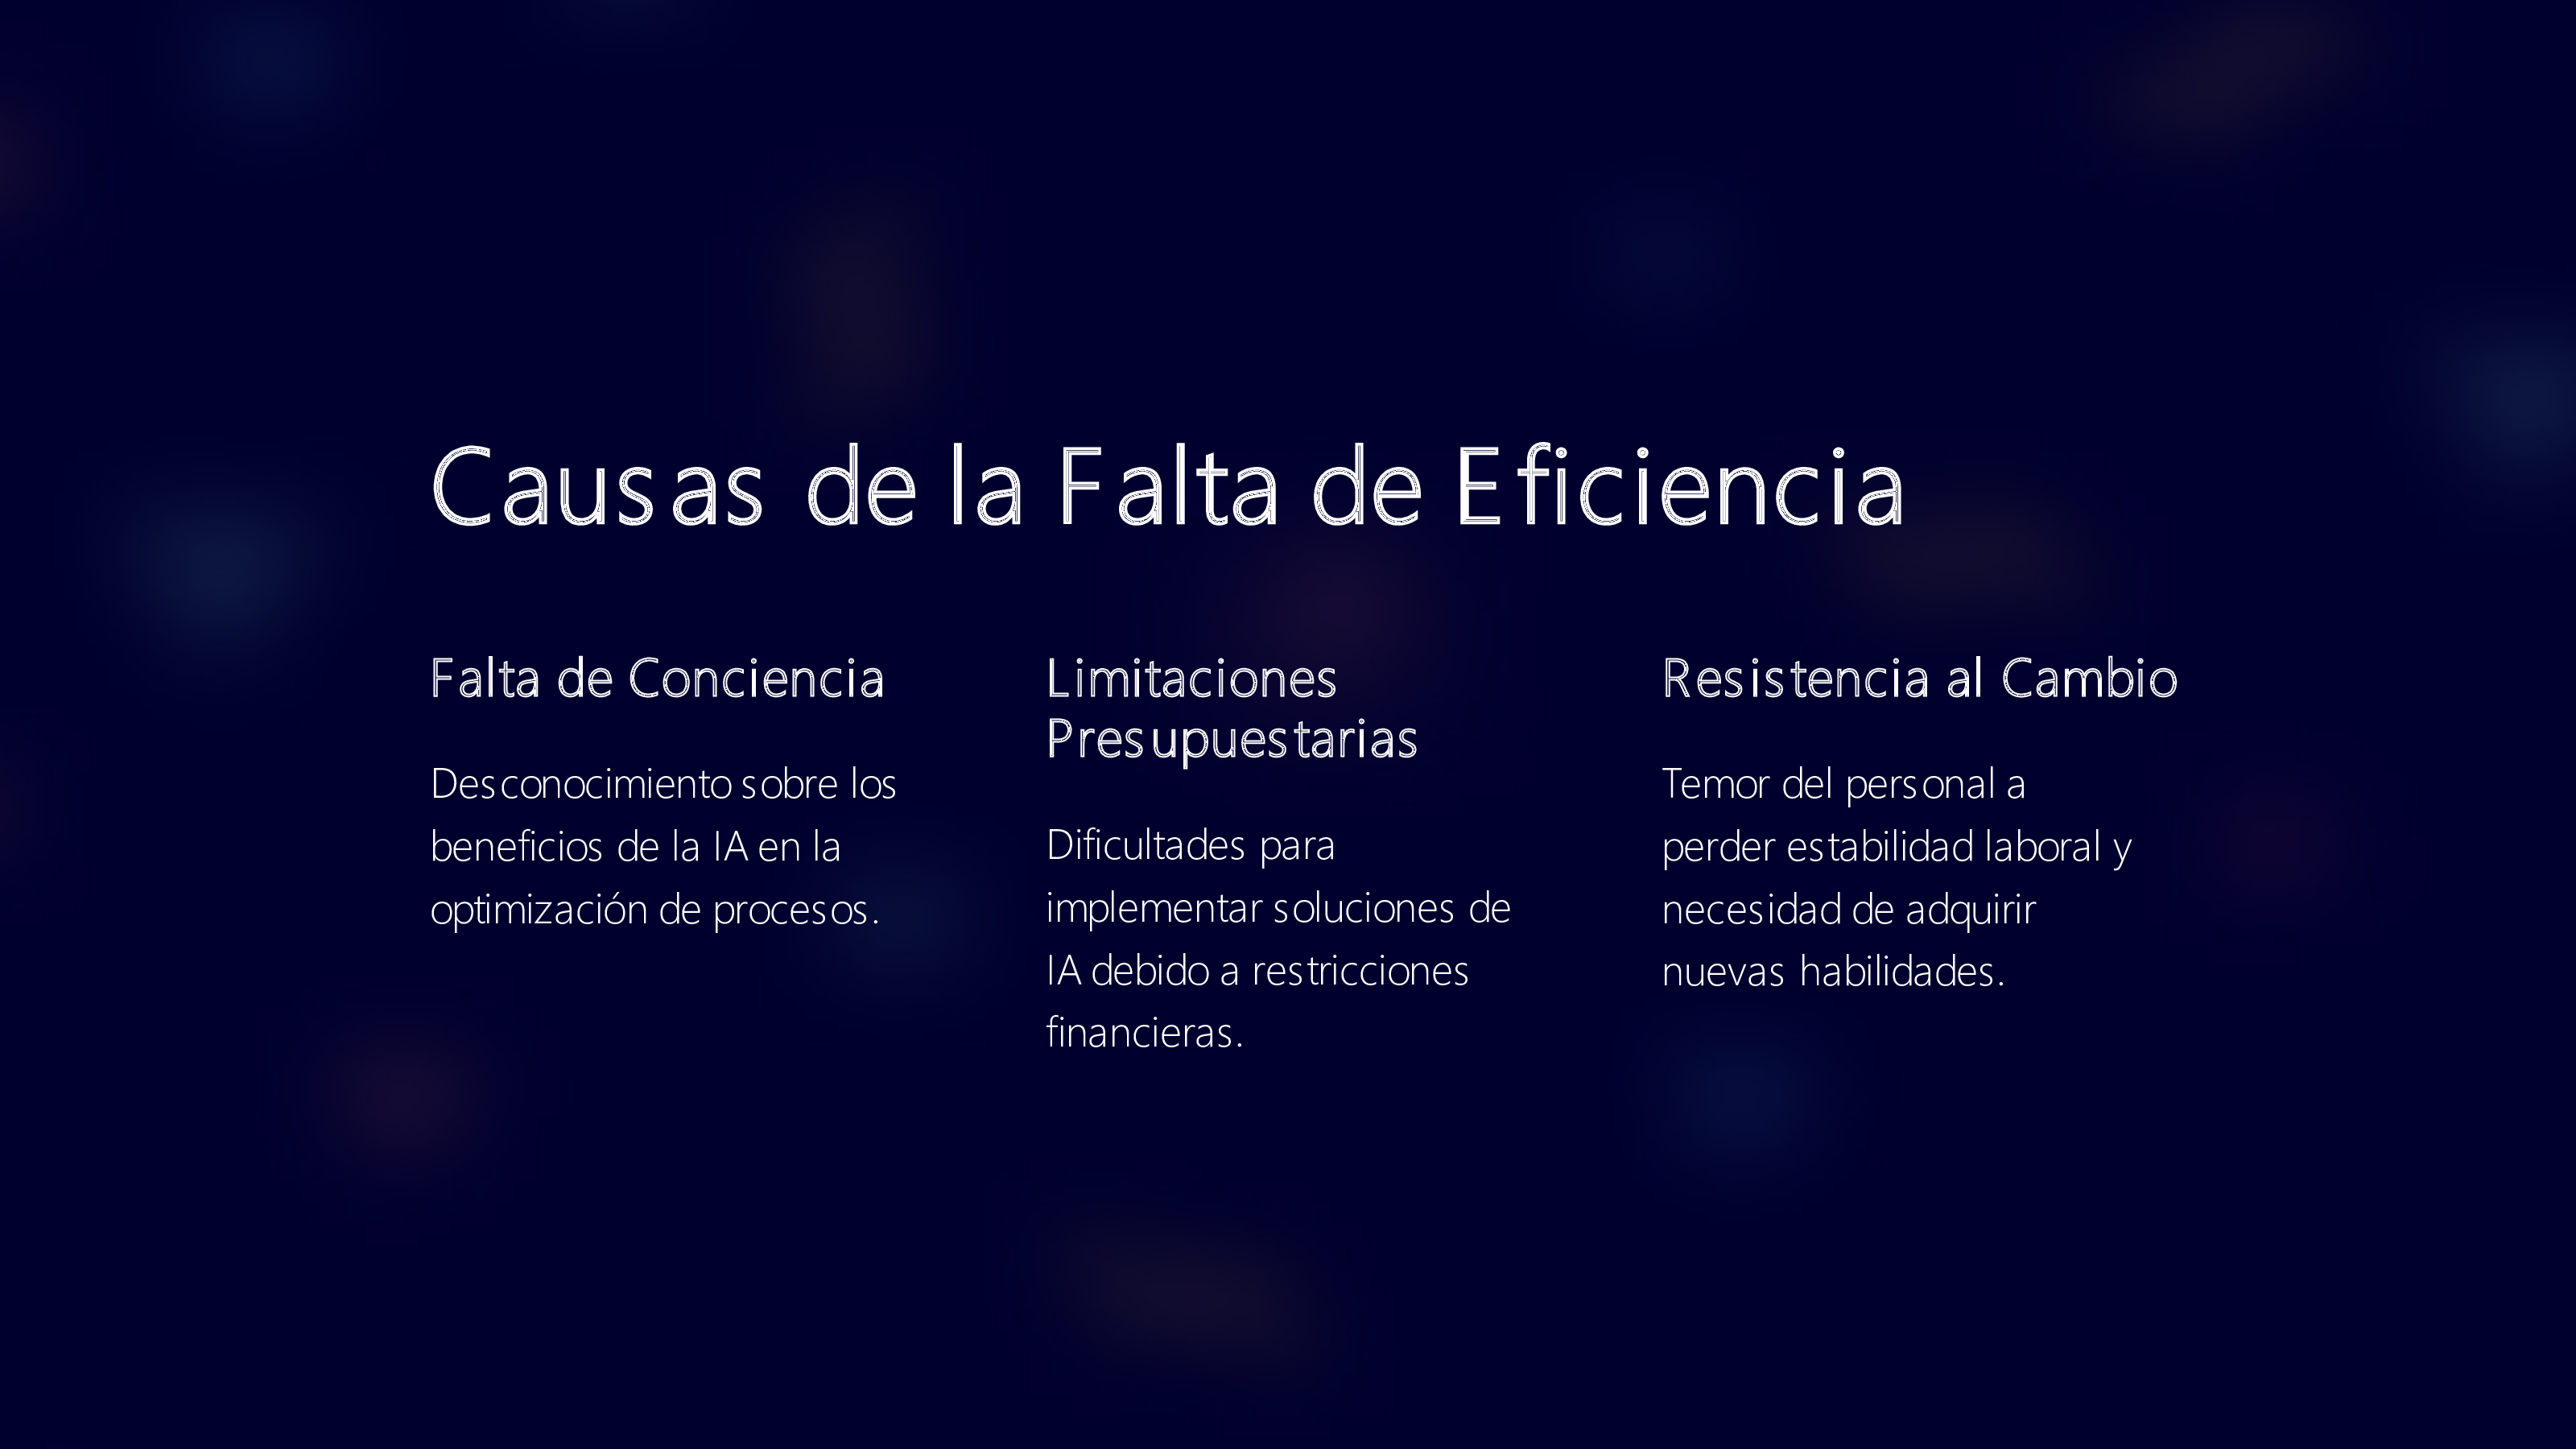 Causas de la Falta de Eficiencia
Falta de Conciencia
Desconocimiento sobre los
beneficios de la IA en la
optimización de procesos.
Limitaciones
Presupuestarias
Dificultades para
implementar soluciones de
IA debido a restricciones
financieras.
Resistencia al Cambio
Temor del personal a
perder estabilidad laboral y
necesidad de adquirir
nuevas habilidades.